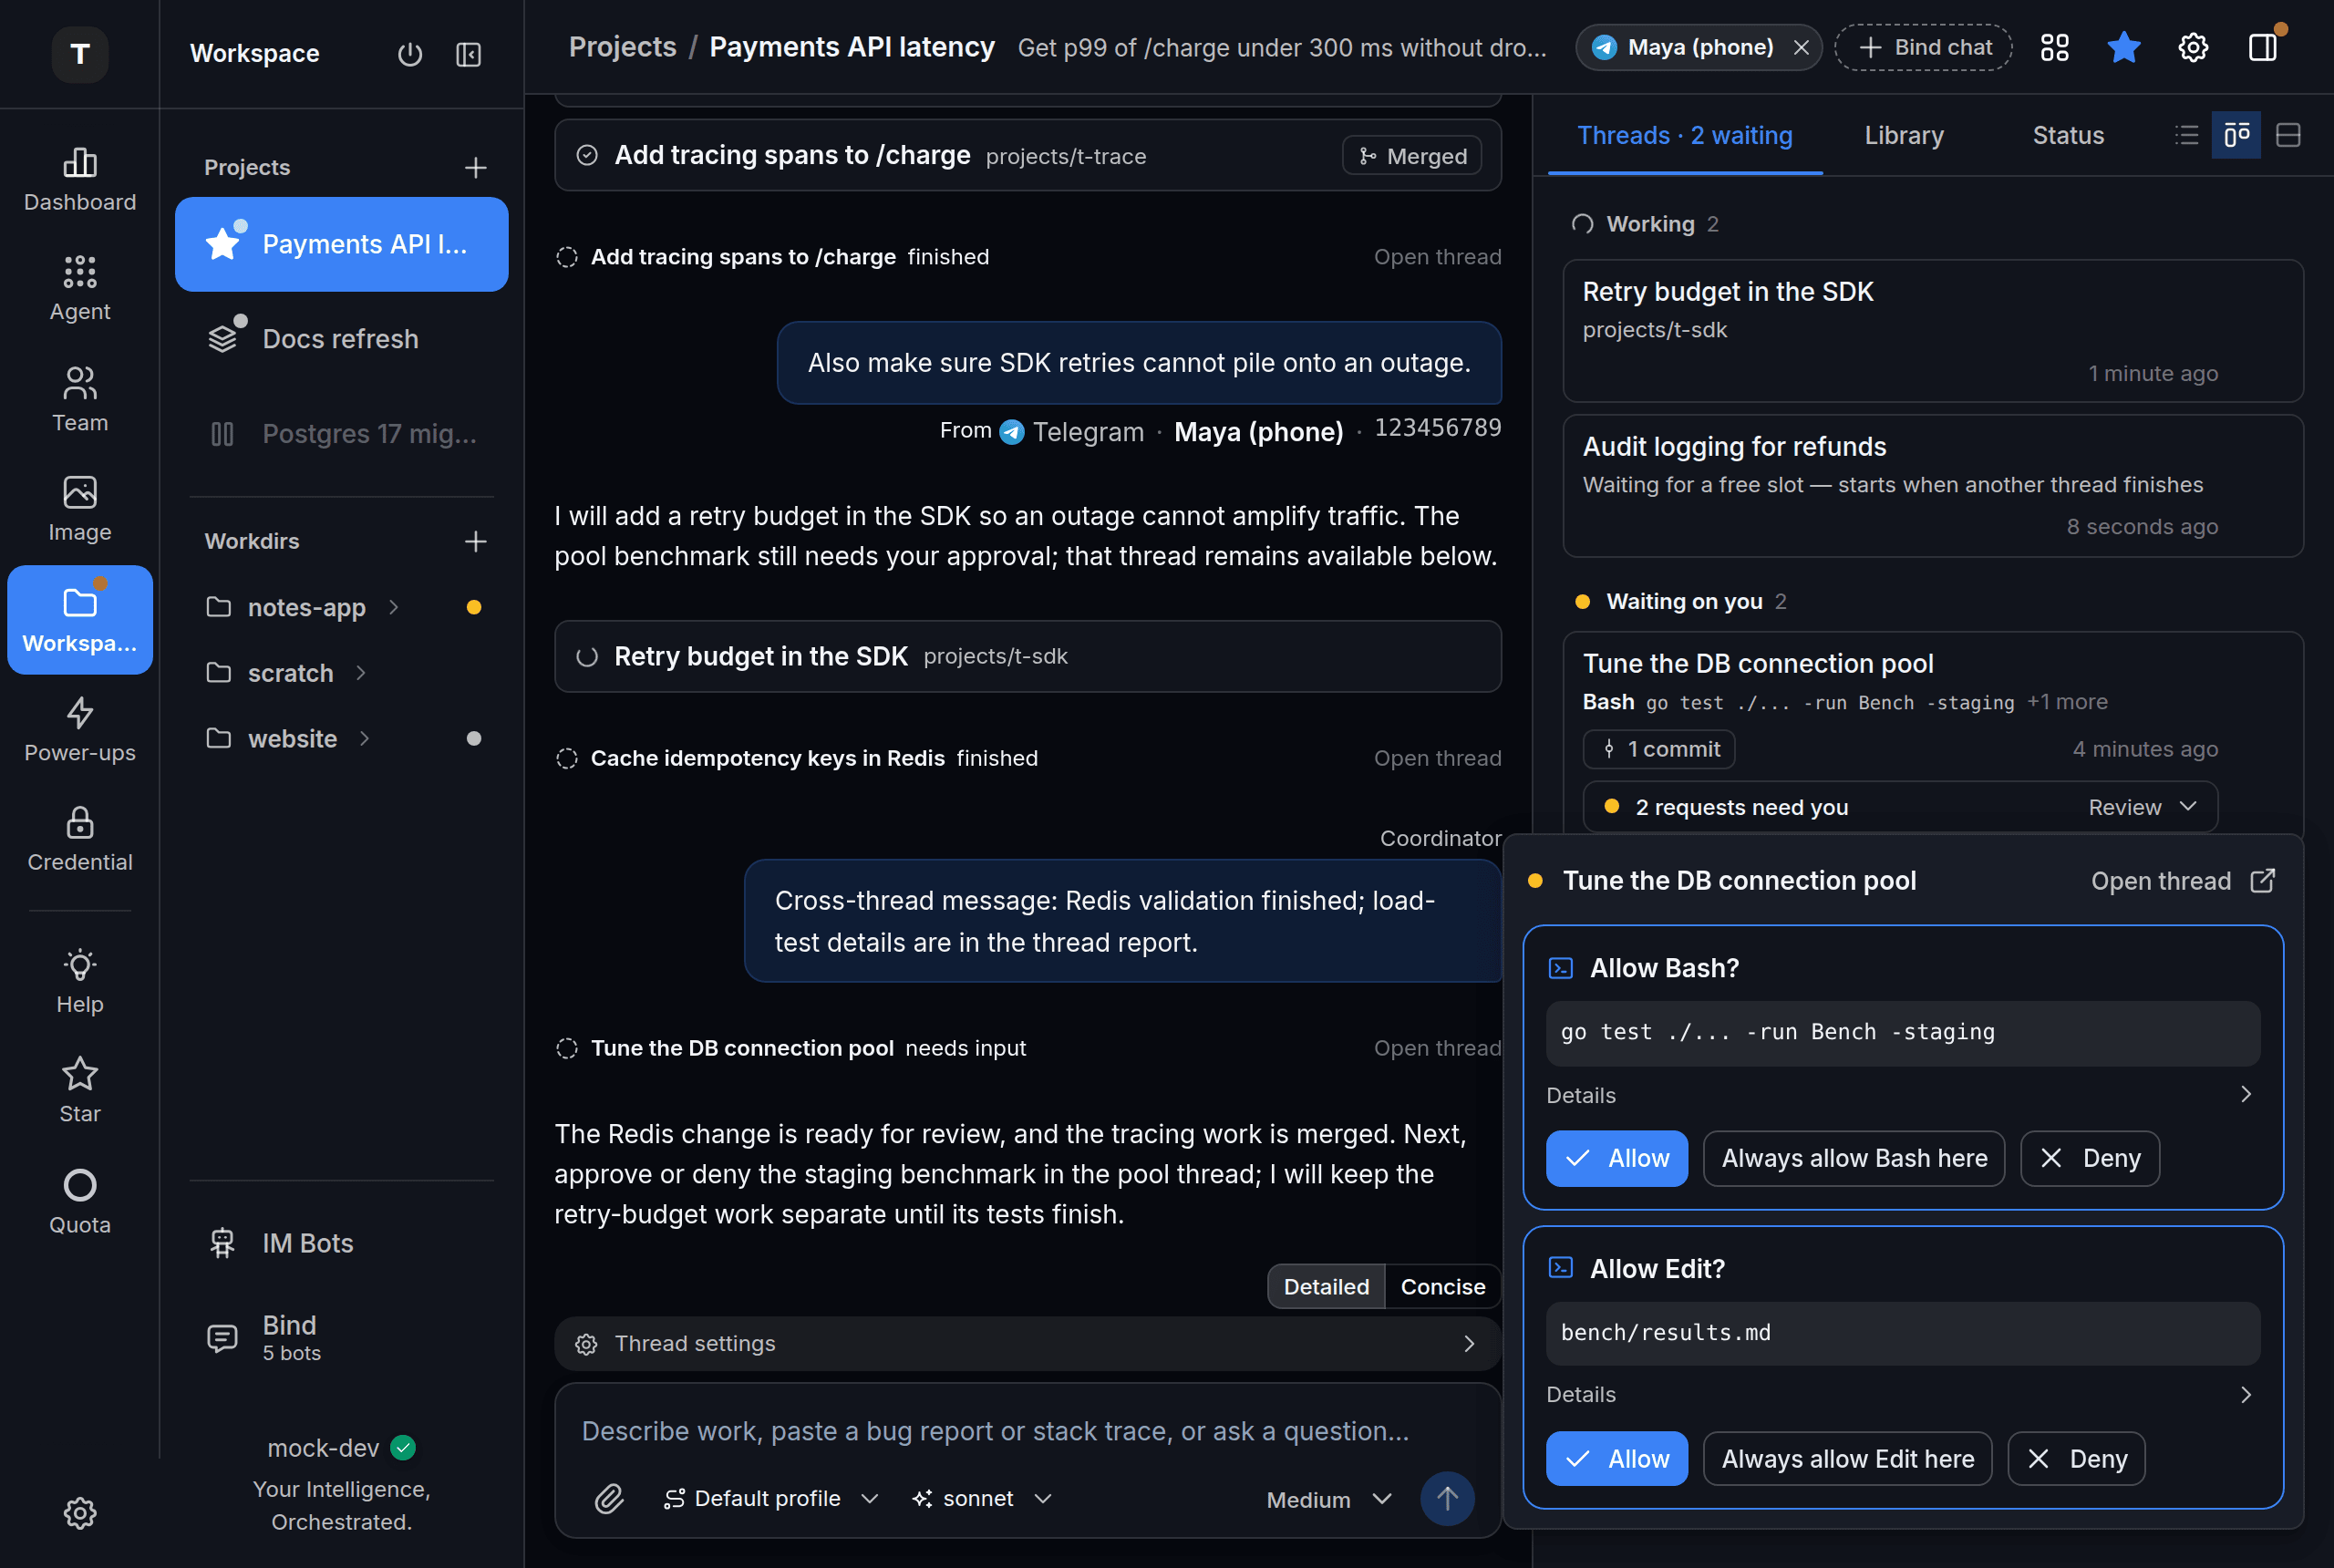 T
Dashboard
Agent
Team
Image
Workspa...
Power-ups
Credential
Help
Star
Quota
Workspace
Projects
Payments API l...
Docs refresh
Postgres 17 mig...
Workdirs
notes-app
scratch
website
IM Bots
Bind
5 bots
mock-dev
Your Intelligence,
Orchestrated.
Projects / Payments API latency Get p99 of /charge under 300 ms without dro...
Maya (phone)
Bind chat
Add tracing spans to /charge projects/t-trace Merged
Add tracing spans to /charge finished Open thread
Also make sure SDK retries cannot pile onto an outage.
From Telegram · Maya (phone) · 123456789
I will add a retry budget in the SDK so an outage cannot amplify traffic. The
pool benchmark still needs your approval; that thread remains available below.
Retry budget in the SDK projects/t-sdk
Cache idempotency keys in Redis finished Open thread
Coordinator
Cross-thread message: Redis validation finished; load-
test details are in the thread report.
Tune the DB connection pool needs input Open thread
The Redis change is ready for review, and the tracing work is merged. Next,
approve or deny the staging benchmark in the pool thread; I will keep the
retry-budget work separate until its tests finish.
Detailed Concise
Thread settings
Describe work, paste a bug report or stack trace, or ask a question...
Default profile sonnet Medium
Threads · 2 waiting Library Status
Working 2
Retry budget in the SDK
projects/t-sdk
1 minute ago
Audit logging for refunds
Waiting for a free slot — starts when another thread finishes
8 seconds ago
Waiting on you 2
Tune the DB connection pool
Bash go test ./... -run Bench -staging +1 more
1 commit 4 minutes ago
2 requests need you Review
Tune the DB connection pool Open thread
Allow Bash?
go test ./... -run Bench -staging
Details
Allow Always allow Bash here Deny
Allow Edit?
bench/results.md
Details
Allow Always allow Edit here Deny